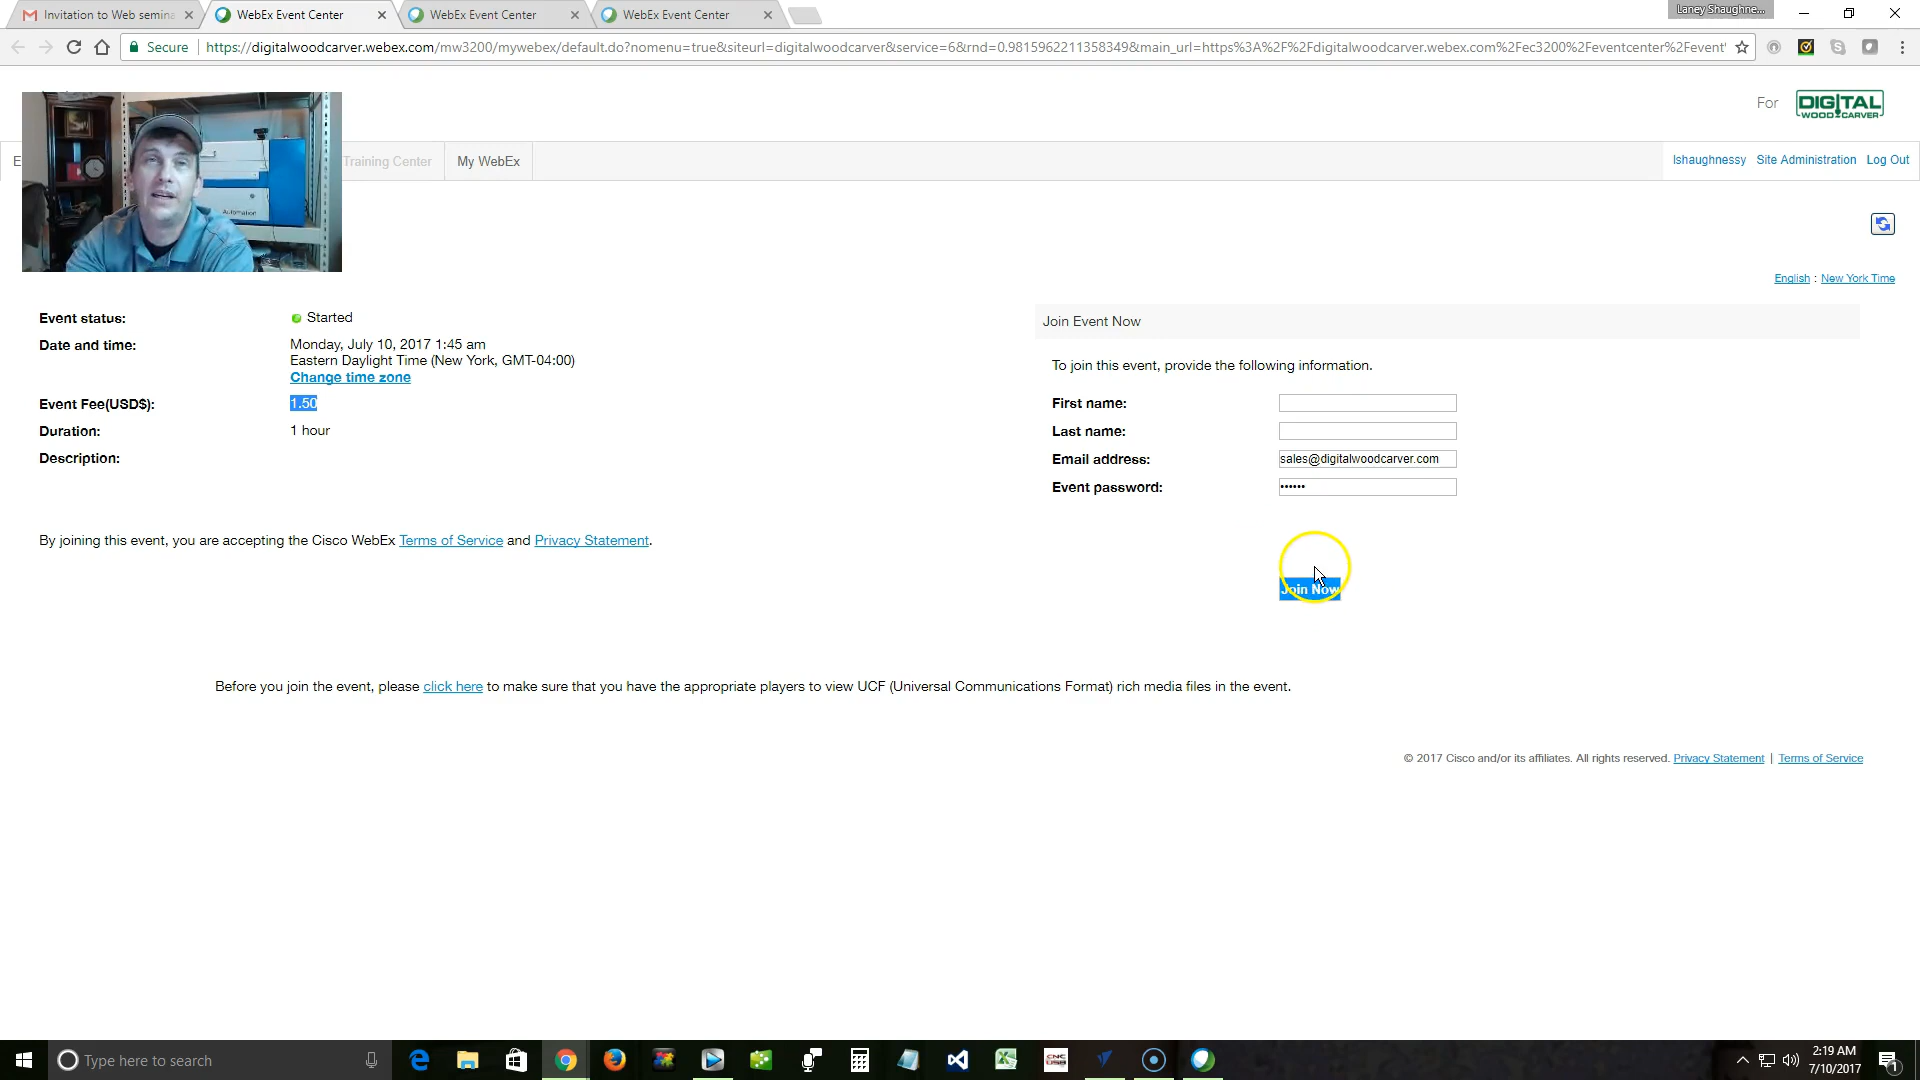 Invitation to Web semina
WebEx Event Center
WebEx Event Center
WebEx Event Center
Laney Shaughne...
Secure
https://digitalwoodcarver.webex.com/mw3200/mywebex/default.do?nomenu=true&siteurl=digitalwoodcarver&service=6&rnd=0.9815962211358349&main_url=https%3A%2F%2Fdigitalwoodcarver.webex.com%2Fec3200%2Feventcenter%2Fevent
For DIGITAL
WOOD CARVER
E
Training Center
My WebEx
lshaughnessy Site Administration Log Out
Automation
English : New York Time
Event status: Started
Date and time: Monday, July 10, 2017 1:45 am
Eastern Daylight Time (New York, GMT-04:00)
Change time zone
Event Fee(USD$): 1.50
Duration: 1 hour
Description:
By joining this event, you are accepting the Cisco WebEx Terms of Service and Privacy Statement.
Join Event Now
To join this event, provide the following information.
First name:
Last name:
Email address: sales@digitalwoodcarver.com
Event password: ••••••
Join Now
Before you join the event, please click here to make sure that you have the appropriate players to view UCF (Universal Communications Format) rich media files in the event.
© 2017 Cisco and/or its affiliates. All rights reserved. Privacy Statement | Terms of Service
Type here to search
CNC
USB
2:19 AM
7/10/2017
1